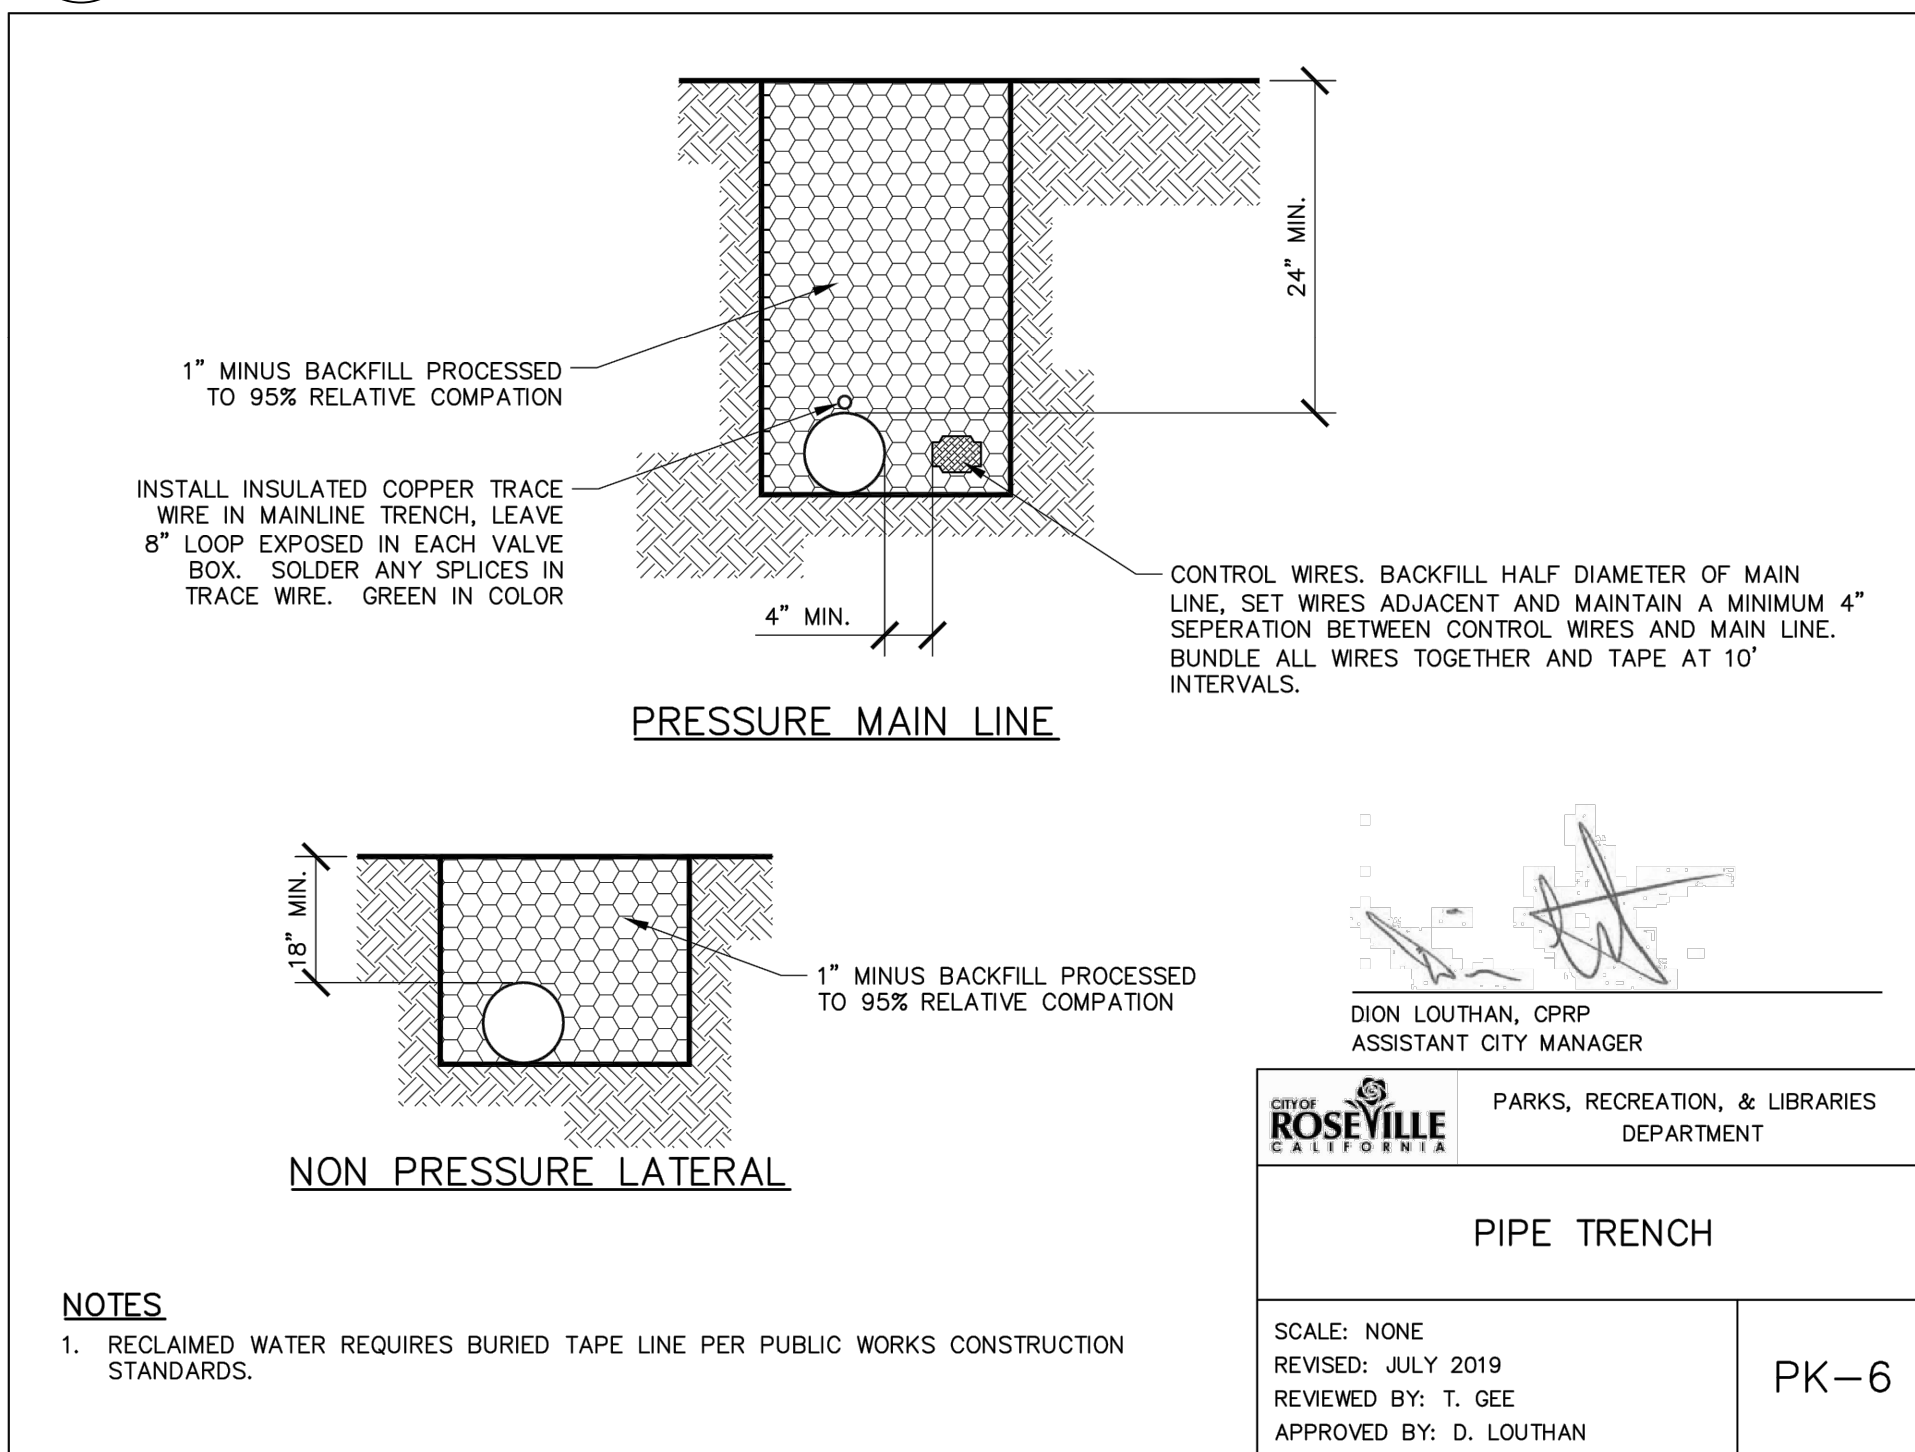 24" MIN.
1" MINUS BACKFILL PROCESSED
TO 95% RELATIVE COMPATION
INSTALL INSULATED COPPER TRACE
WIRE IN MAINLINE TRENCH, LEAVE
8" LOOP EXPOSED IN EACH VALVE
BOX. SOLDER ANY SPLICES IN
TRACE WIRE. GREEN IN COLOR
4" MIN.
CONTROL WIRES. BACKFILL HALF DIAMETER OF MAIN
LINE, SET WIRES ADJACENT AND MAINTAIN A MINIMUM 4"
SEPERATION BETWEEN CONTROL WIRES AND MAIN LINE.
BUNDLE ALL WIRES TOGETHER AND TAPE AT 10'
INTERVALS.
PRESSURE MAIN LINE
18" MIN.
1" MINUS BACKFILL PROCESSED
TO 95% RELATIVE COMPATION
NON PRESSURE LATERAL
DION LOUTHAN, CPRP
ASSISTANT CITY MANAGER
CITY OF
ROSEVILLE
CALIFORNIA
PARKS, RECREATION, & LIBRARIES
DEPARTMENT
PIPE TRENCH
NOTES
1. RECLAIMED WATER REQUIRES BURIED TAPE LINE PER PUBLIC WORKS CONSTRUCTION
STANDARDS.
SCALE: NONE
REVISED: JULY 2019
REVIEWED BY: T. GEE
APPROVED BY: D. LOUTHAN
PK-6